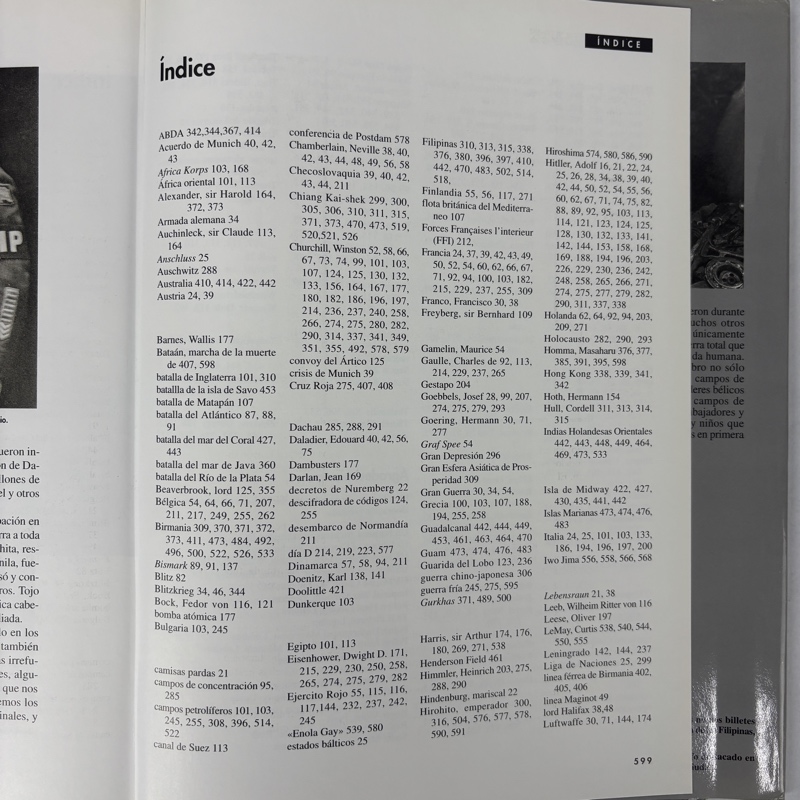 ÍNDICE
Índice
ABDA 342,344,367, 414
Acuerdo de Munich 40, 42,
43
Africa Korps 103, 168
África oriental 101, 113
Alexander, sir Harold 164,
372, 373
Armada alemana 34
Auchinleck, sir Claude 113,
164
Anschluss 25
Auschwitz 288
Australia 410, 414, 422, 442
Austria 24, 39
Barnes, Wallis 177
Bataán, marcha de la muerte
de 407, 598
batalla de Inglaterra 101, 310
batallla de la isla de Savo 453
batalla de Matapán 107
batalla del Atlántico 87, 88,
91
batalla del mar del Coral 427,
443
batalla del mar de Java 360
batalla del Río de la Plata 54
Beaverbrook, lord 125, 355
Bélgica 54, 64, 66, 71, 207,
211, 217, 249, 255, 262
Birmania 309, 370, 371, 372,
373, 411, 473, 484, 492,
496, 500, 522, 526, 533
Bismark 89, 91, 137
Blitz 82
Blitzkrieg 34, 46, 344
Bock, Fedor von 116, 121
bomba atómica 177
Bulgaria 103, 245
camisas pardas 21
campos de concentración 95,
285
campos petrolíferos 101, 103,
245, 255, 308, 396, 514,
522
canal de Suez 113
conferencia de Postdam 578
Chamberlain, Neville 38, 40,
42, 43, 44, 48, 49, 56, 58
Checoslovaquia 39, 40, 42,
43, 44, 211
Chiang Kai-shek 299, 300,
305, 306, 310, 311, 315,
371, 373, 470, 473, 519,
520,521, 526
Churchill, Winston 52, 58, 66,
67, 73, 74, 99, 101, 103,
107, 124, 125, 130, 132,
133, 156, 164, 167, 177,
180, 182, 186, 196, 197,
214, 236, 237, 240, 258,
266, 274, 275, 280, 282,
290, 314, 337, 341, 349,
351, 355, 492, 578, 579
convoy del Ártico 125
crisis de Munich 39
Cruz Roja 275, 407, 408
Dachau 285, 288, 291
Daladier, Edouard 40, 42, 56,
75
Dambusters 177
Darlan, Jean 169
decretos de Nuremberg 22
descifradora de códigos 124,
255
desembarco de Normandía
211
día D 214, 219, 223, 577
Dinamarca 57, 58, 94, 211
Doenitz, Karl 138, 141
Doolittle 421
Dunkerque 103
Egipto 101, 113
Eisenhower, Dwight D. 171,
215, 229, 230, 250, 258,
265, 274, 275, 279, 282
Ejercito Rojo 55, 115, 116,
117,144, 232, 237, 242,
245
«Enola Gay» 539, 580
estados bálticos 25
Filipinas 310, 313, 315, 338,
376, 380, 396, 397, 410,
442, 470, 483, 502, 514,
518,
Finlandia 55, 56, 117, 271
flota británica del Mediterra-
neo 107
Forces Françaises l'interieur
(FFI) 212,
Francia 24, 37, 39, 42, 43, 49,
50, 52, 54, 60, 62, 66, 67,
71, 92, 94, 100, 103, 182,
215, 229, 237, 255, 309
Franco, Francisco 30, 38
Freyberg, sir Bernhard 109
Gamelin, Maurice 54
Gaulle, Charles de 92, 113,
214, 229, 237, 265
Gestapo 204
Goebbels, Josef 28, 99, 207,
274, 275, 279, 293
Goering, Hermann 30, 71,
277
Graf Spee 54
Gran Depresión 296
Gran Esfera Asiática de Pros-
peridad 309
Gran Guerra 30, 34, 54,
Grecia 100, 103, 107, 188,
194, 255, 258
Guadalcanal 442, 444, 449,
453, 461, 463, 464, 470
Guam 473, 474, 476, 483
Guarida del Lobo 123, 236
guerra chino-japonesa 306
guerra fría 245, 275, 595
Gurkhas 371, 489, 500
Harris, sir Arthur 174, 176,
180, 269, 271, 538
Henderson Field 461
Himmler, Heinrich 203, 275,
288, 290
Hindenburg, mariscal 22
Hirohito, emperador 300,
316, 504, 576, 577, 578,
590, 591
Hiroshima 574, 580, 586, 590
Hitller, Adolf 16, 21, 22, 24,
25, 26, 28, 34, 38, 39, 40,
42, 44, 50, 52, 54, 55, 56,
60, 62, 67, 71, 74, 75, 82,
88, 89, 92, 95, 103, 113,
114, 121, 123, 124, 125,
128, 130, 132, 133, 141,
142, 144, 153, 158, 168,
169, 188, 194, 196, 203,
226, 229, 230, 236, 242,
248, 258, 265, 266, 271,
274, 275, 277, 279, 282,
290, 311, 337, 338
Holanda 62, 64, 92, 94, 203,
209, 271
Holocausto 282, 290, 293
Homma, Masaharu 376, 377,
385, 391, 395, 598
Hong Kong 338, 339, 341,
342
Hoth, Hermann 154
Hull, Cordell 311, 313, 314,
315
Indias Holandesas Orientales
442, 443, 448, 449, 464,
469, 473, 533
Isla de Midway 422, 427,
430, 435, 441, 442
Islas Marianas 473, 474, 476,
483
Italia 24, 25, 101, 103, 133,
186, 194, 196, 197, 200
Iwo Jima 556, 558, 566, 568
Lebensraun 21, 38
Leeb, Wilheim Ritter von 116
Leese, Oliver 197
LeMay, Curtis 538, 540, 544,
550, 555
Leningrado 142, 144, 237
Liga de Naciones 25, 299
linea férrea de Birmania 402,
405, 406
linea Maginot 49
lord Halifax 38,48
Luftwaffe 30, 71, 144, 174
599